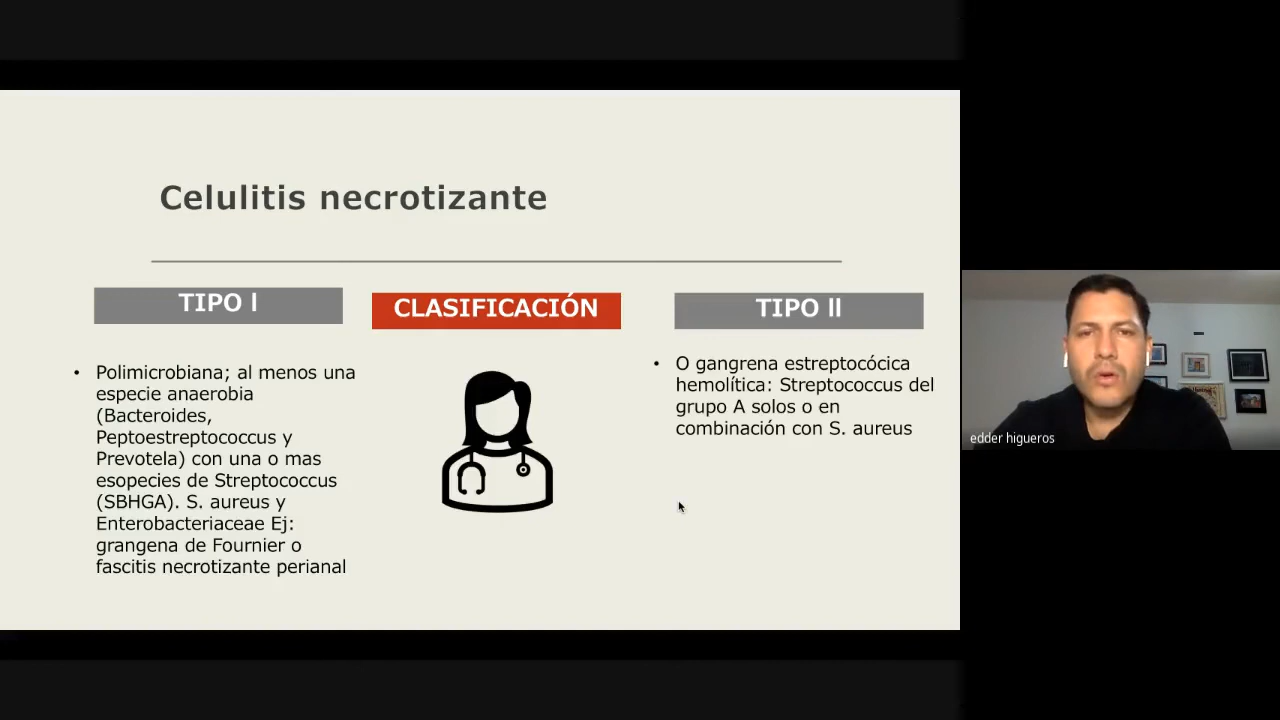 Celulitis necrotizante
TIPO l
CLASIFICACIÓN
TIPO ll
• Polimicrobiana; al menos una
especie anaerobia
(Bacteroides,
Peptoestreptococcus y
Prevotela) con una o mas
esopecies de Streptococcus
(SBHGA). S. aureus y
Enterobacteriaceae Ej:
grangena de Fournier o
fascitis necrotizante perianal
• O gangrena estreptocócica
hemolítica: Streptococcus del
grupo A solos o en
combinación con S. aureus
edder higueros